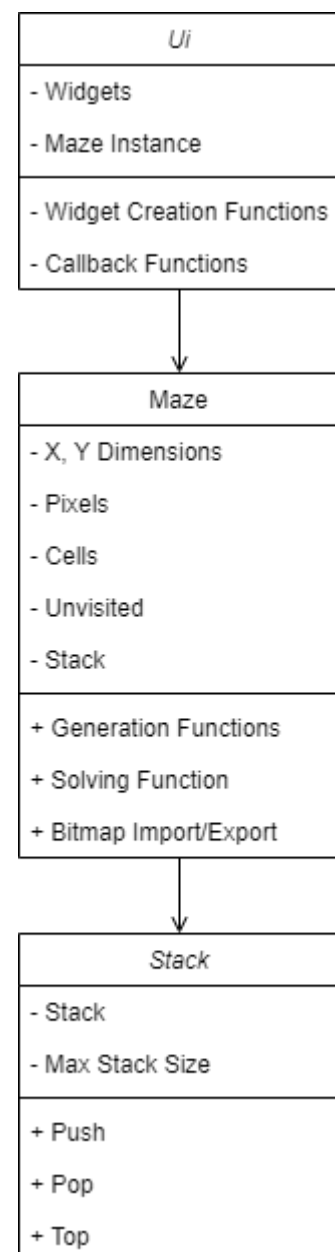 Ui
- Widgets
- Maze Instance
- Widget Creation Functions
- Callback Functions
Maze
- X, Y Dimensions
- Pixels
- Cells
- Unvisited
- Stack
+ Generation Functions
+ Solving Function
+ Bitmap Import/Export
Stack
- Stack
- Max Stack Size
+ Push
+ Pop
+ Top